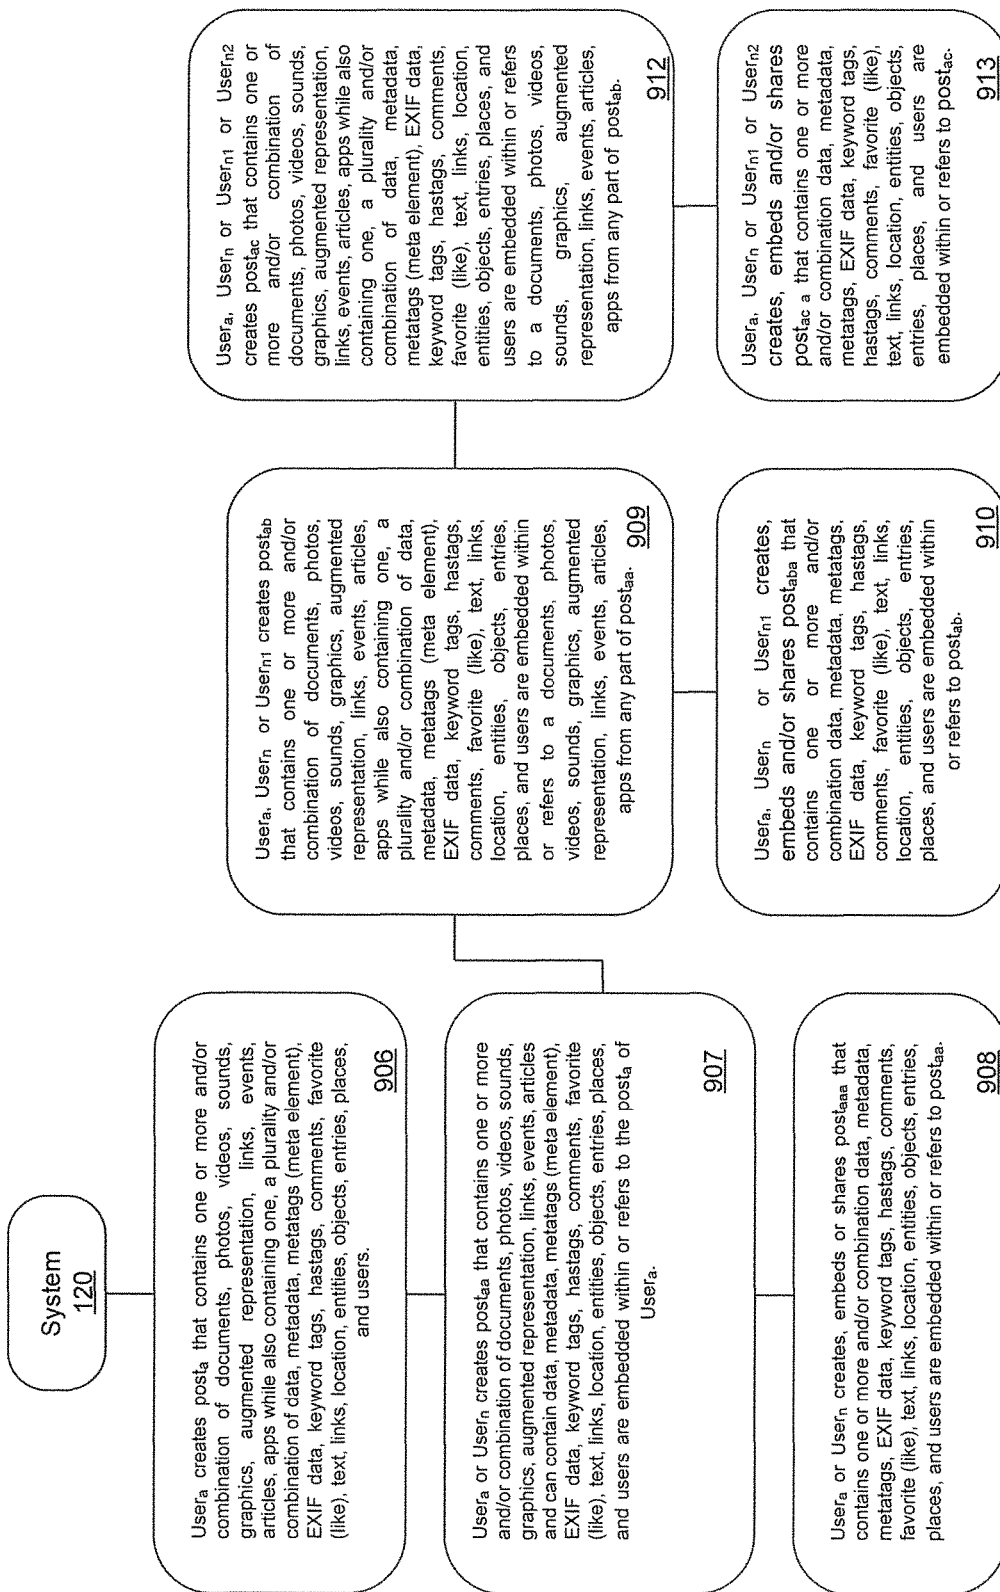 System
120
Usera creates posta that contains one or more and/or
combination of documents, photos, videos, sounds,
graphics, augmented representation, links, events,
articles, apps while also containing one, a plurality and/or
combination of data, metadata, metatags (meta element),
EXIF data, keyword tags, hastags, comments, favorite
(like), text, links, location, entities, objects, entries, places,
and users.
906
Usera or Usern creates postaa that contains one or more
and/or combination of documents, photos, videos, sounds,
graphics, augmented representation, links, events, articles
and can contain data, metadata, metatags (meta element),
EXIF data, keyword tags, hastags, comments, favorite
(like), text, links, location, entities, objects, entries, places,
and users are embedded within or refers to the posta of
Usera.
907
Usera or Usern creates, embeds or shares postaaa that
contains one or more and/or combination data, metadata,
metatags, EXIF data, keyword tags, hastags, comments,
favorite (like), text, links, location, entities, objects, entries,
places, and users are embedded within or refers to postaa.
908
Usera, Usern or Usern1 creates postab
that contains one or more and/or
combination of documents, photos,
videos, sounds, graphics, augmented
representation, links, events, articles,
apps while also containing one, a
plurality and/or combination of data,
metadata, metatags (meta element),
EXIF data, keyword tags, hastags,
comments, favorite (like), text, links,
location, entities, objects, entries,
places, and users are embedded within
or refers to a documents, photos,
videos, sounds, graphics, augmented
representation, links, events, articles,
apps from any part of postaa.
909
Usera, Usern or Usern1 creates,
embeds and/or shares postaba that
contains one or more and/or
combination data, metadata, metatags,
EXIF data, keyword tags, hastags,
comments, favorite (like), text, links,
location, entities, objects, entries,
places, and users are embedded within
or refers to postab.
910
Usera, Usern or Usern1 or Usern2
creates postac that contains one or
more and/or combination of
documents, photos, videos, sounds,
graphics, augmented representation,
links, events, articles, apps while also
containing one, a plurality and/or
combination of data, metadata,
metatags (meta element), EXIF data,
keyword tags, hastags, comments,
favorite (like), text, links, location,
entities, objects, entries, places, and
users are embedded within or refers
to a documents, photos, videos,
sounds, graphics, augmented
representation, links, events, articles,
apps from any part of postab.
912
Usera, Usern or Usern1 or Usern2
creates, embeds and/or shares
postac a that contains one or more
and/or combination data, metadata,
metatags, EXIF data, keyword tags,
hastags, comments, favorite (like),
text, links, location, entities, objects,
entries, places, and users are
embedded within or refers to postac.
913